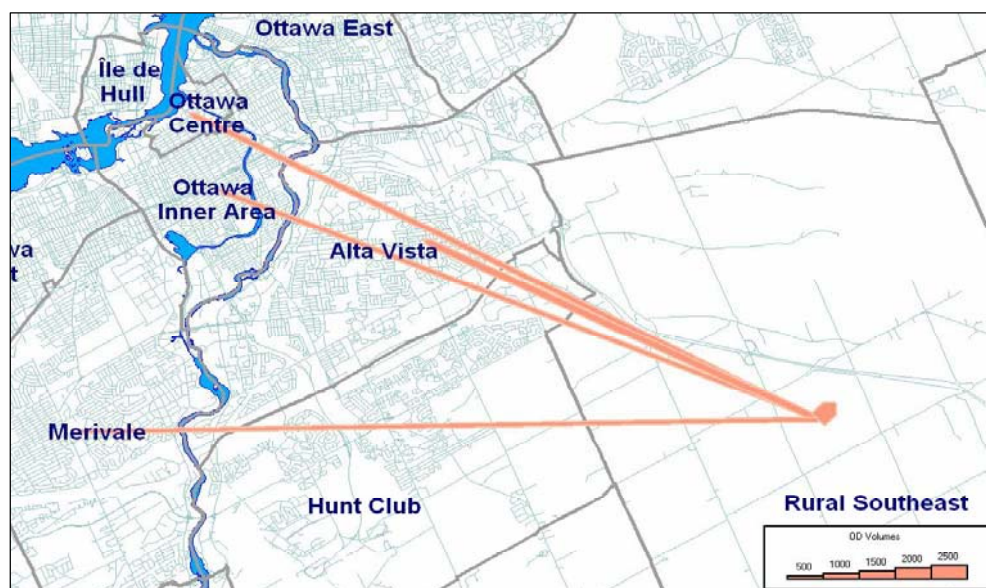 Ottawa East
Île de
Hull
Ottawa
Centre
Ottawa
Inner Area
Alta Vista
wa
t
Merivale
Hunt Club
Rural Southeast
OD Volumes
500 1000 1500 2000 2500